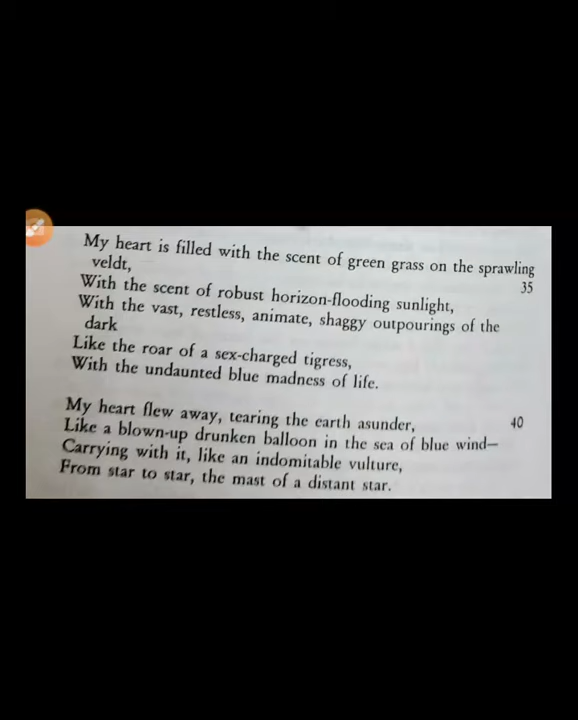 My heart is filled with the scent of green grass on the sprawling
veldt,
35
With the scent of robust horizon-flooding sunlight,
With the vast, restless, animate, shaggy outpourings of the
dark
Like the roar of a sex-charged tigress,
With the undaunted blue madness of life.
My heart flew away, tearing the earth asunder, 40
Like a blown-up drunken balloon in the sea of blue wind—
Carrying with it, like an indomitable vulture,
From star to star, the mast of a distant star.